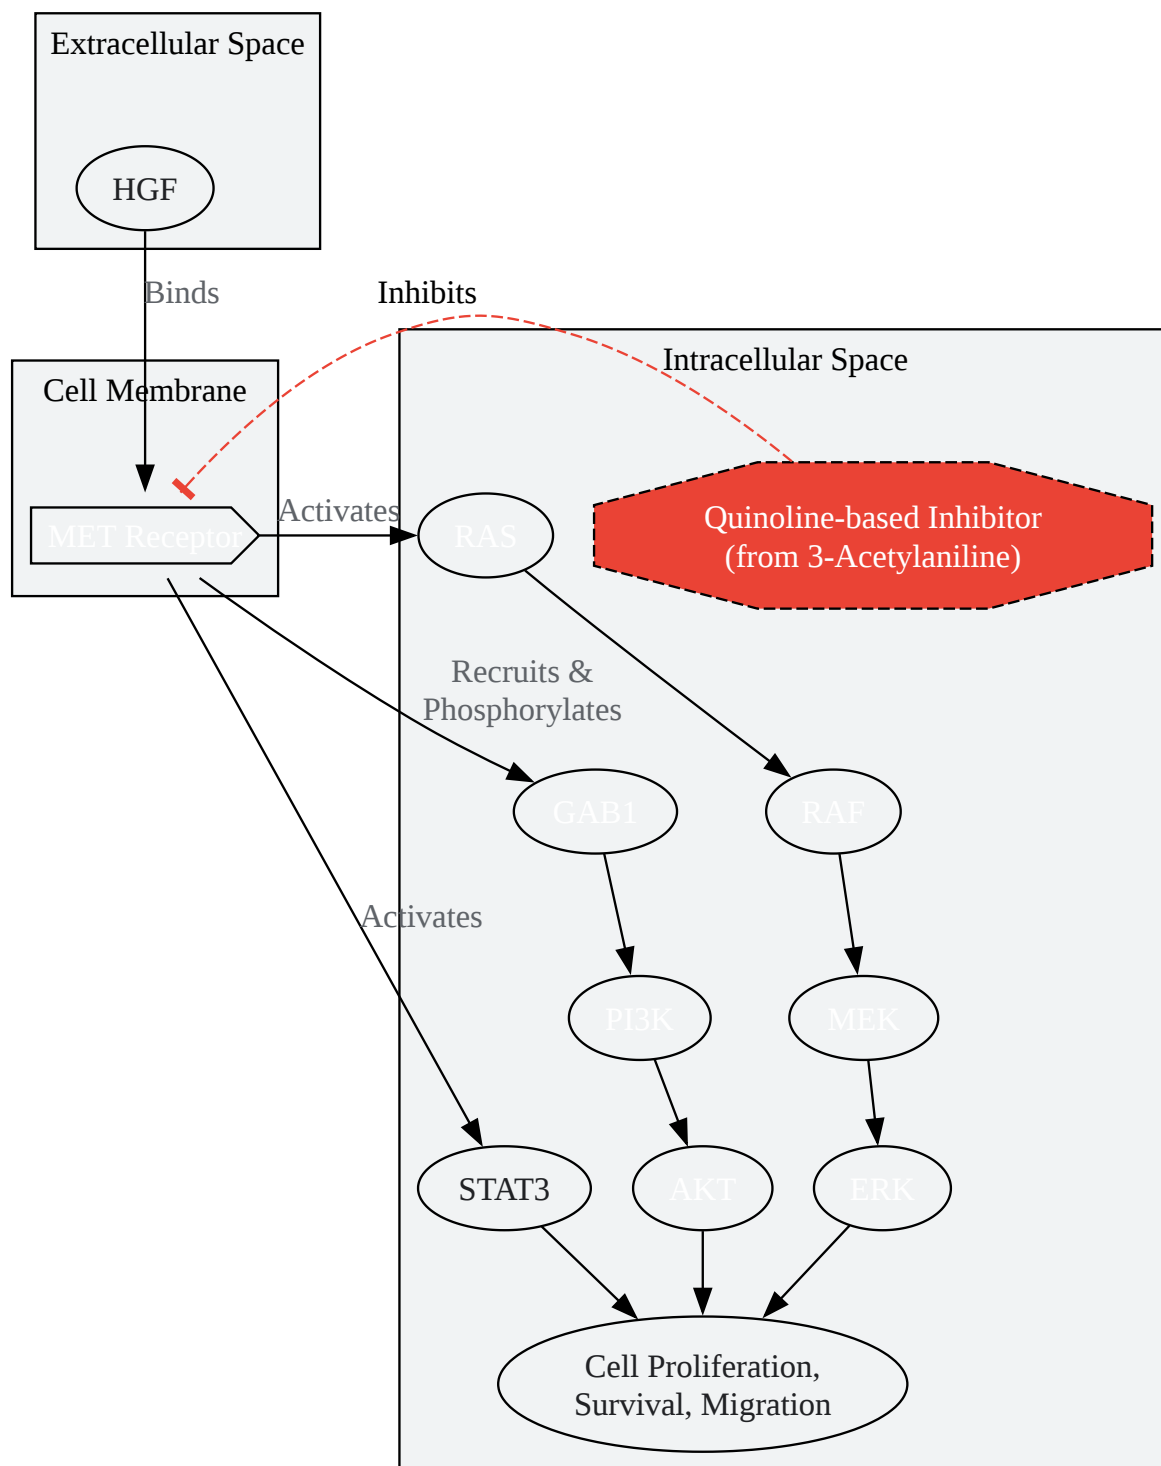 Extracellular Space
HGF
Binds
Inhibits
Intracellular Space
Cell Membrane
MET Receptor
Activates
RAS
Quinoline-based Inhibitor
(from 3-Acetylaniline)
Recruits &
Phosphorylates
GAB1
RAF
Activates
PI3K
MEK
STAT3
AKT
ERK
Cell Proliferation,
Survival, Migration